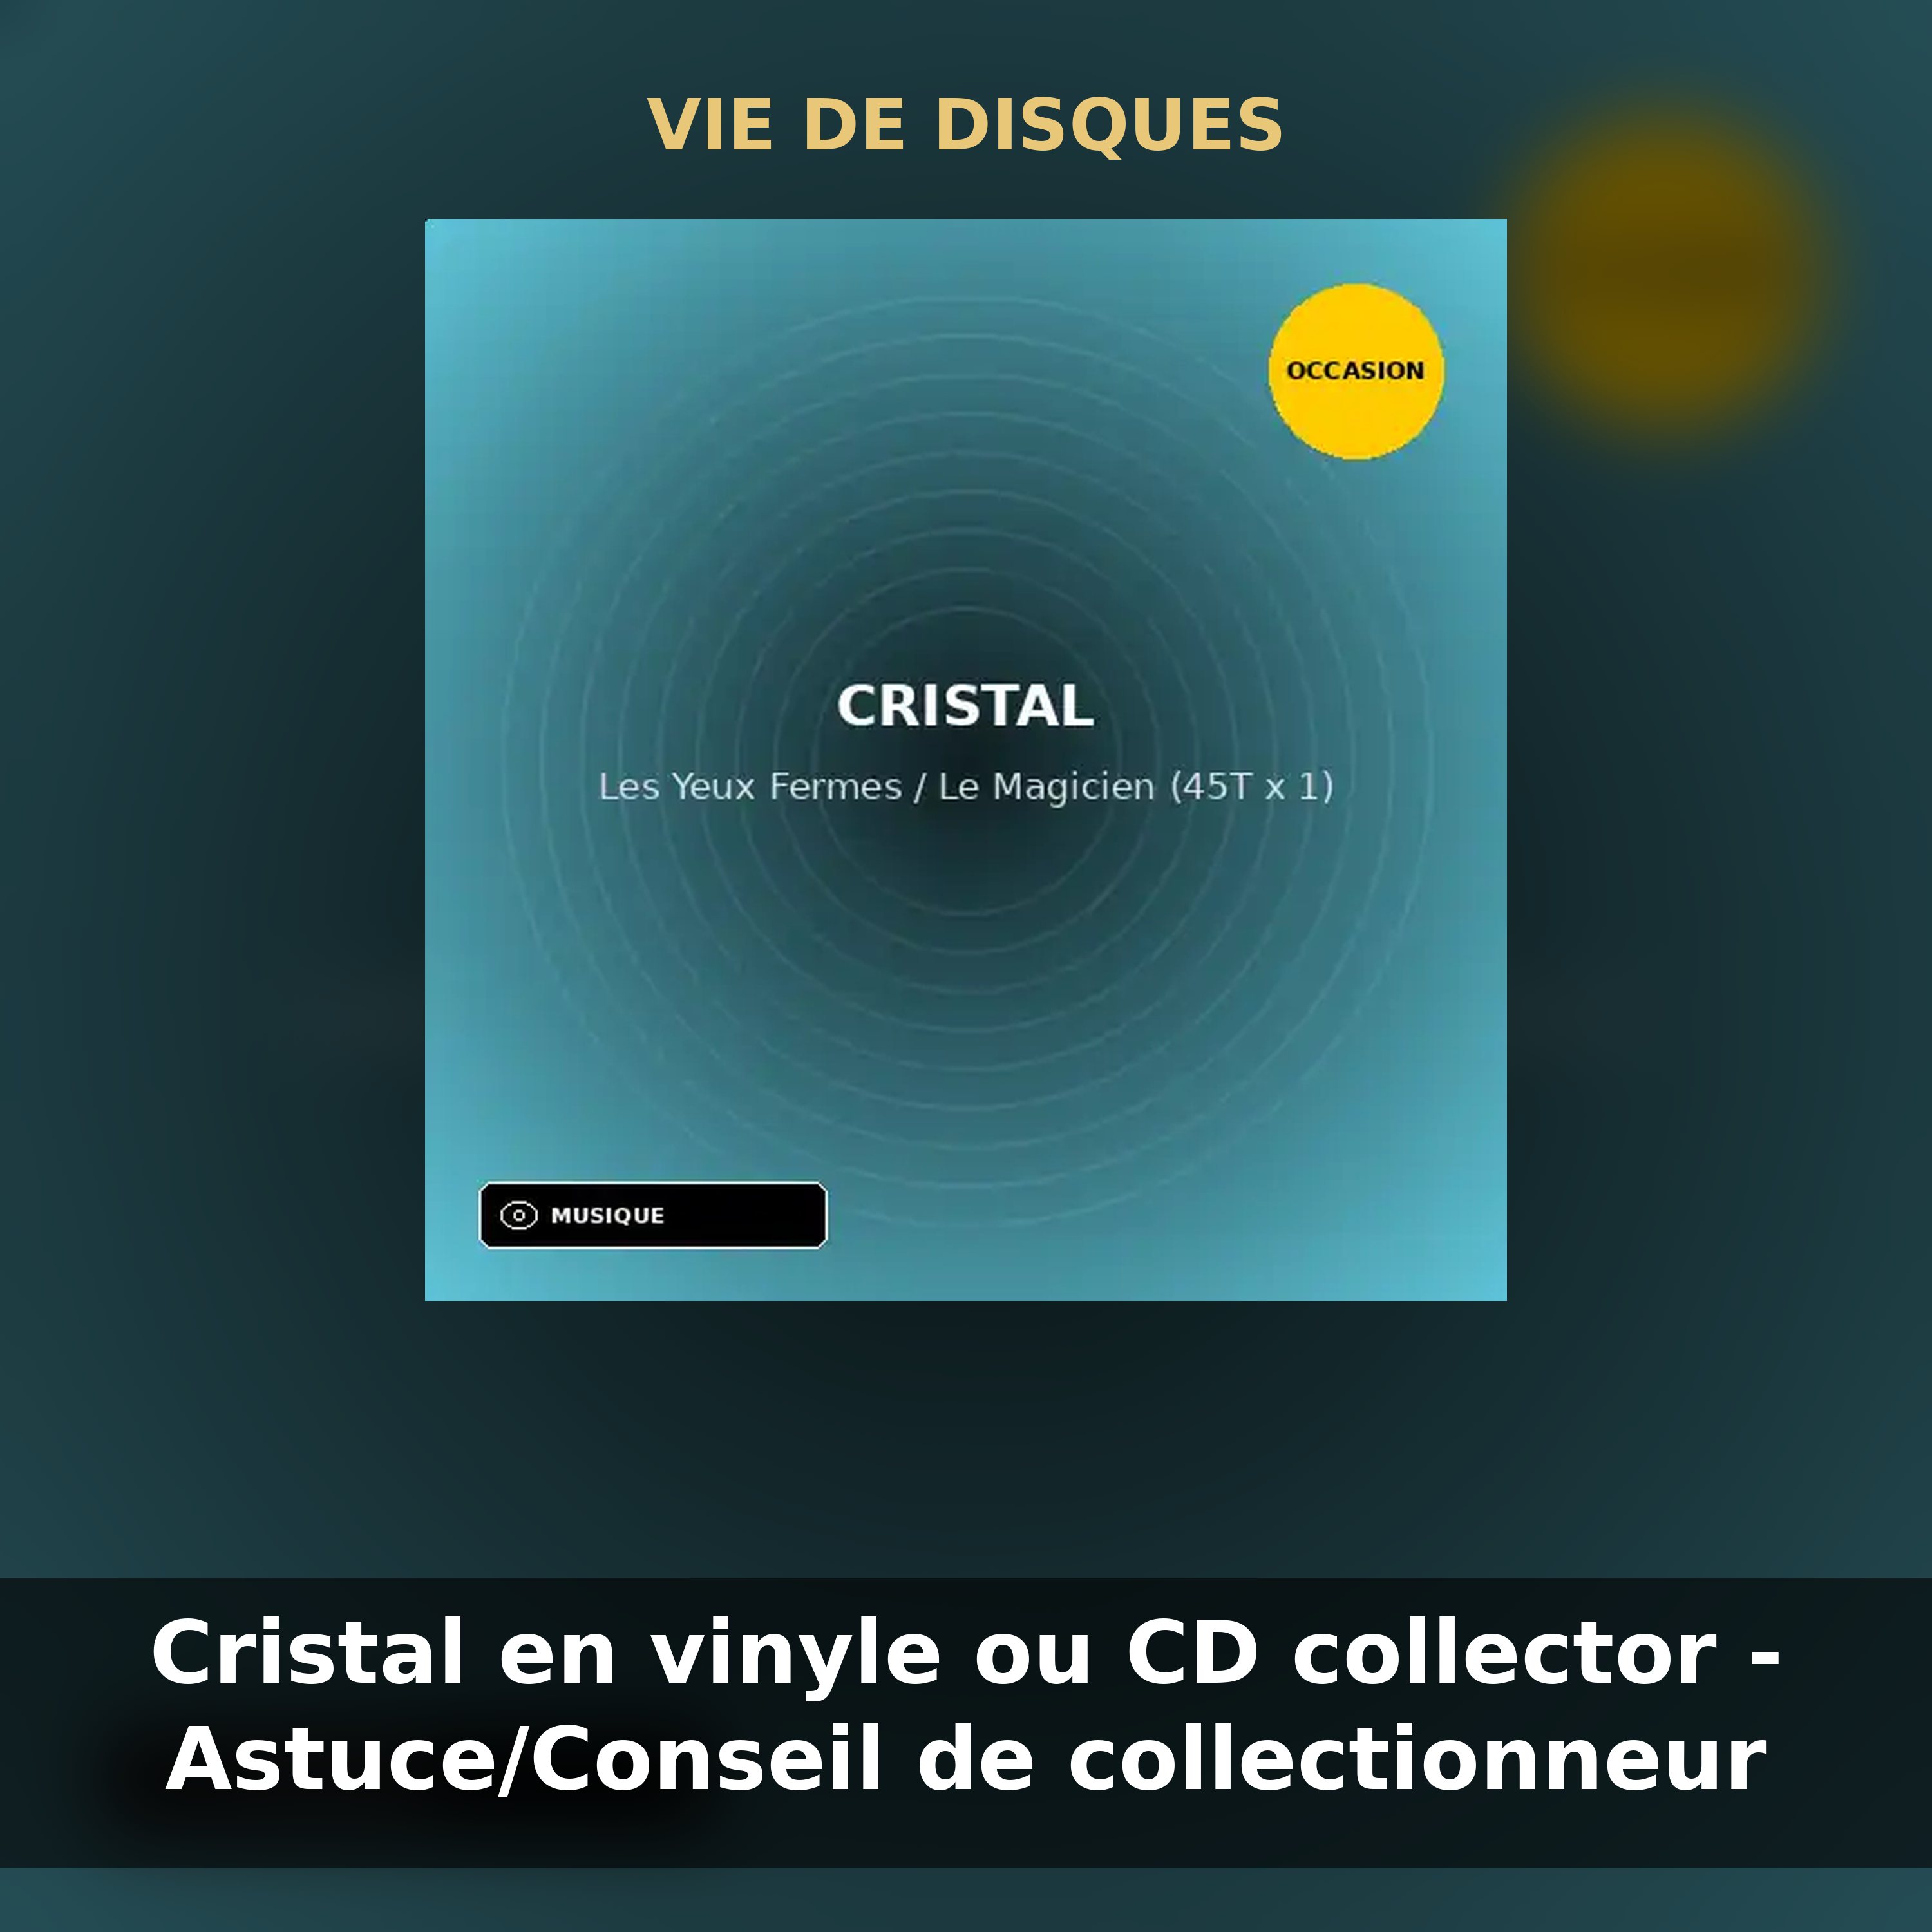 VIE DE DISQUES
OCCASION
CRISTAL
Les Yeux Fermes / Le Magicien (45T x 1)
MUSIQUE
Cristal en vinyle ou CD collector -
Astuce/Conseil de collectionneur